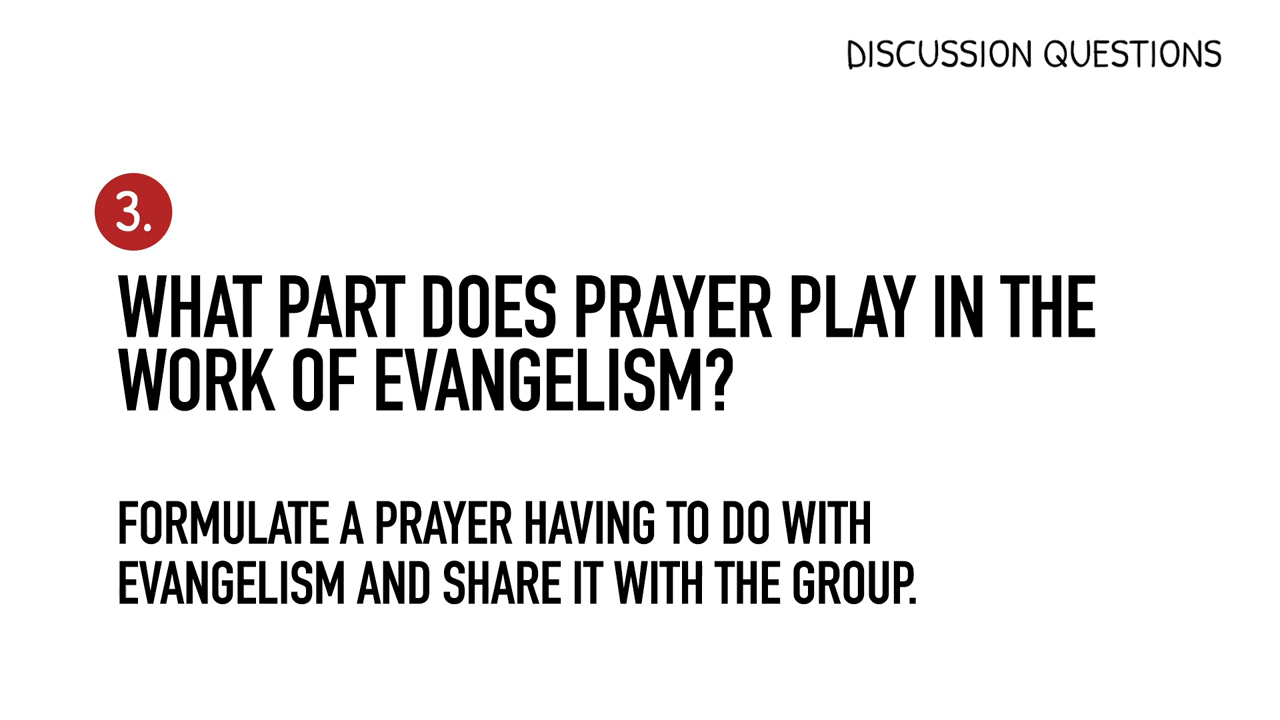 DISCUSSION QUESTIONS
3.
WHAT PART DOES PRAYER PLAY IN THE
WORK OF EVANGELISM?
FORMULATE A PRAYER HAVING TO DO WITH
EVANGELISM AND SHARE IT WITH THE GROUP.